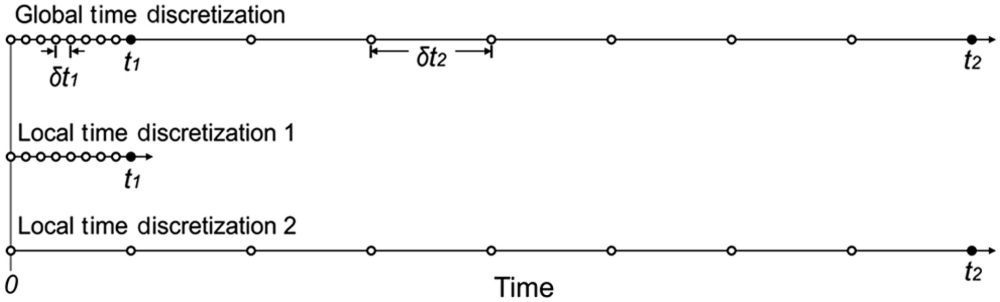 Global time discretization
δt1
t1
δt2
t2
Local time discretization 1
t1
Local time discretization 2
t2
0
Time